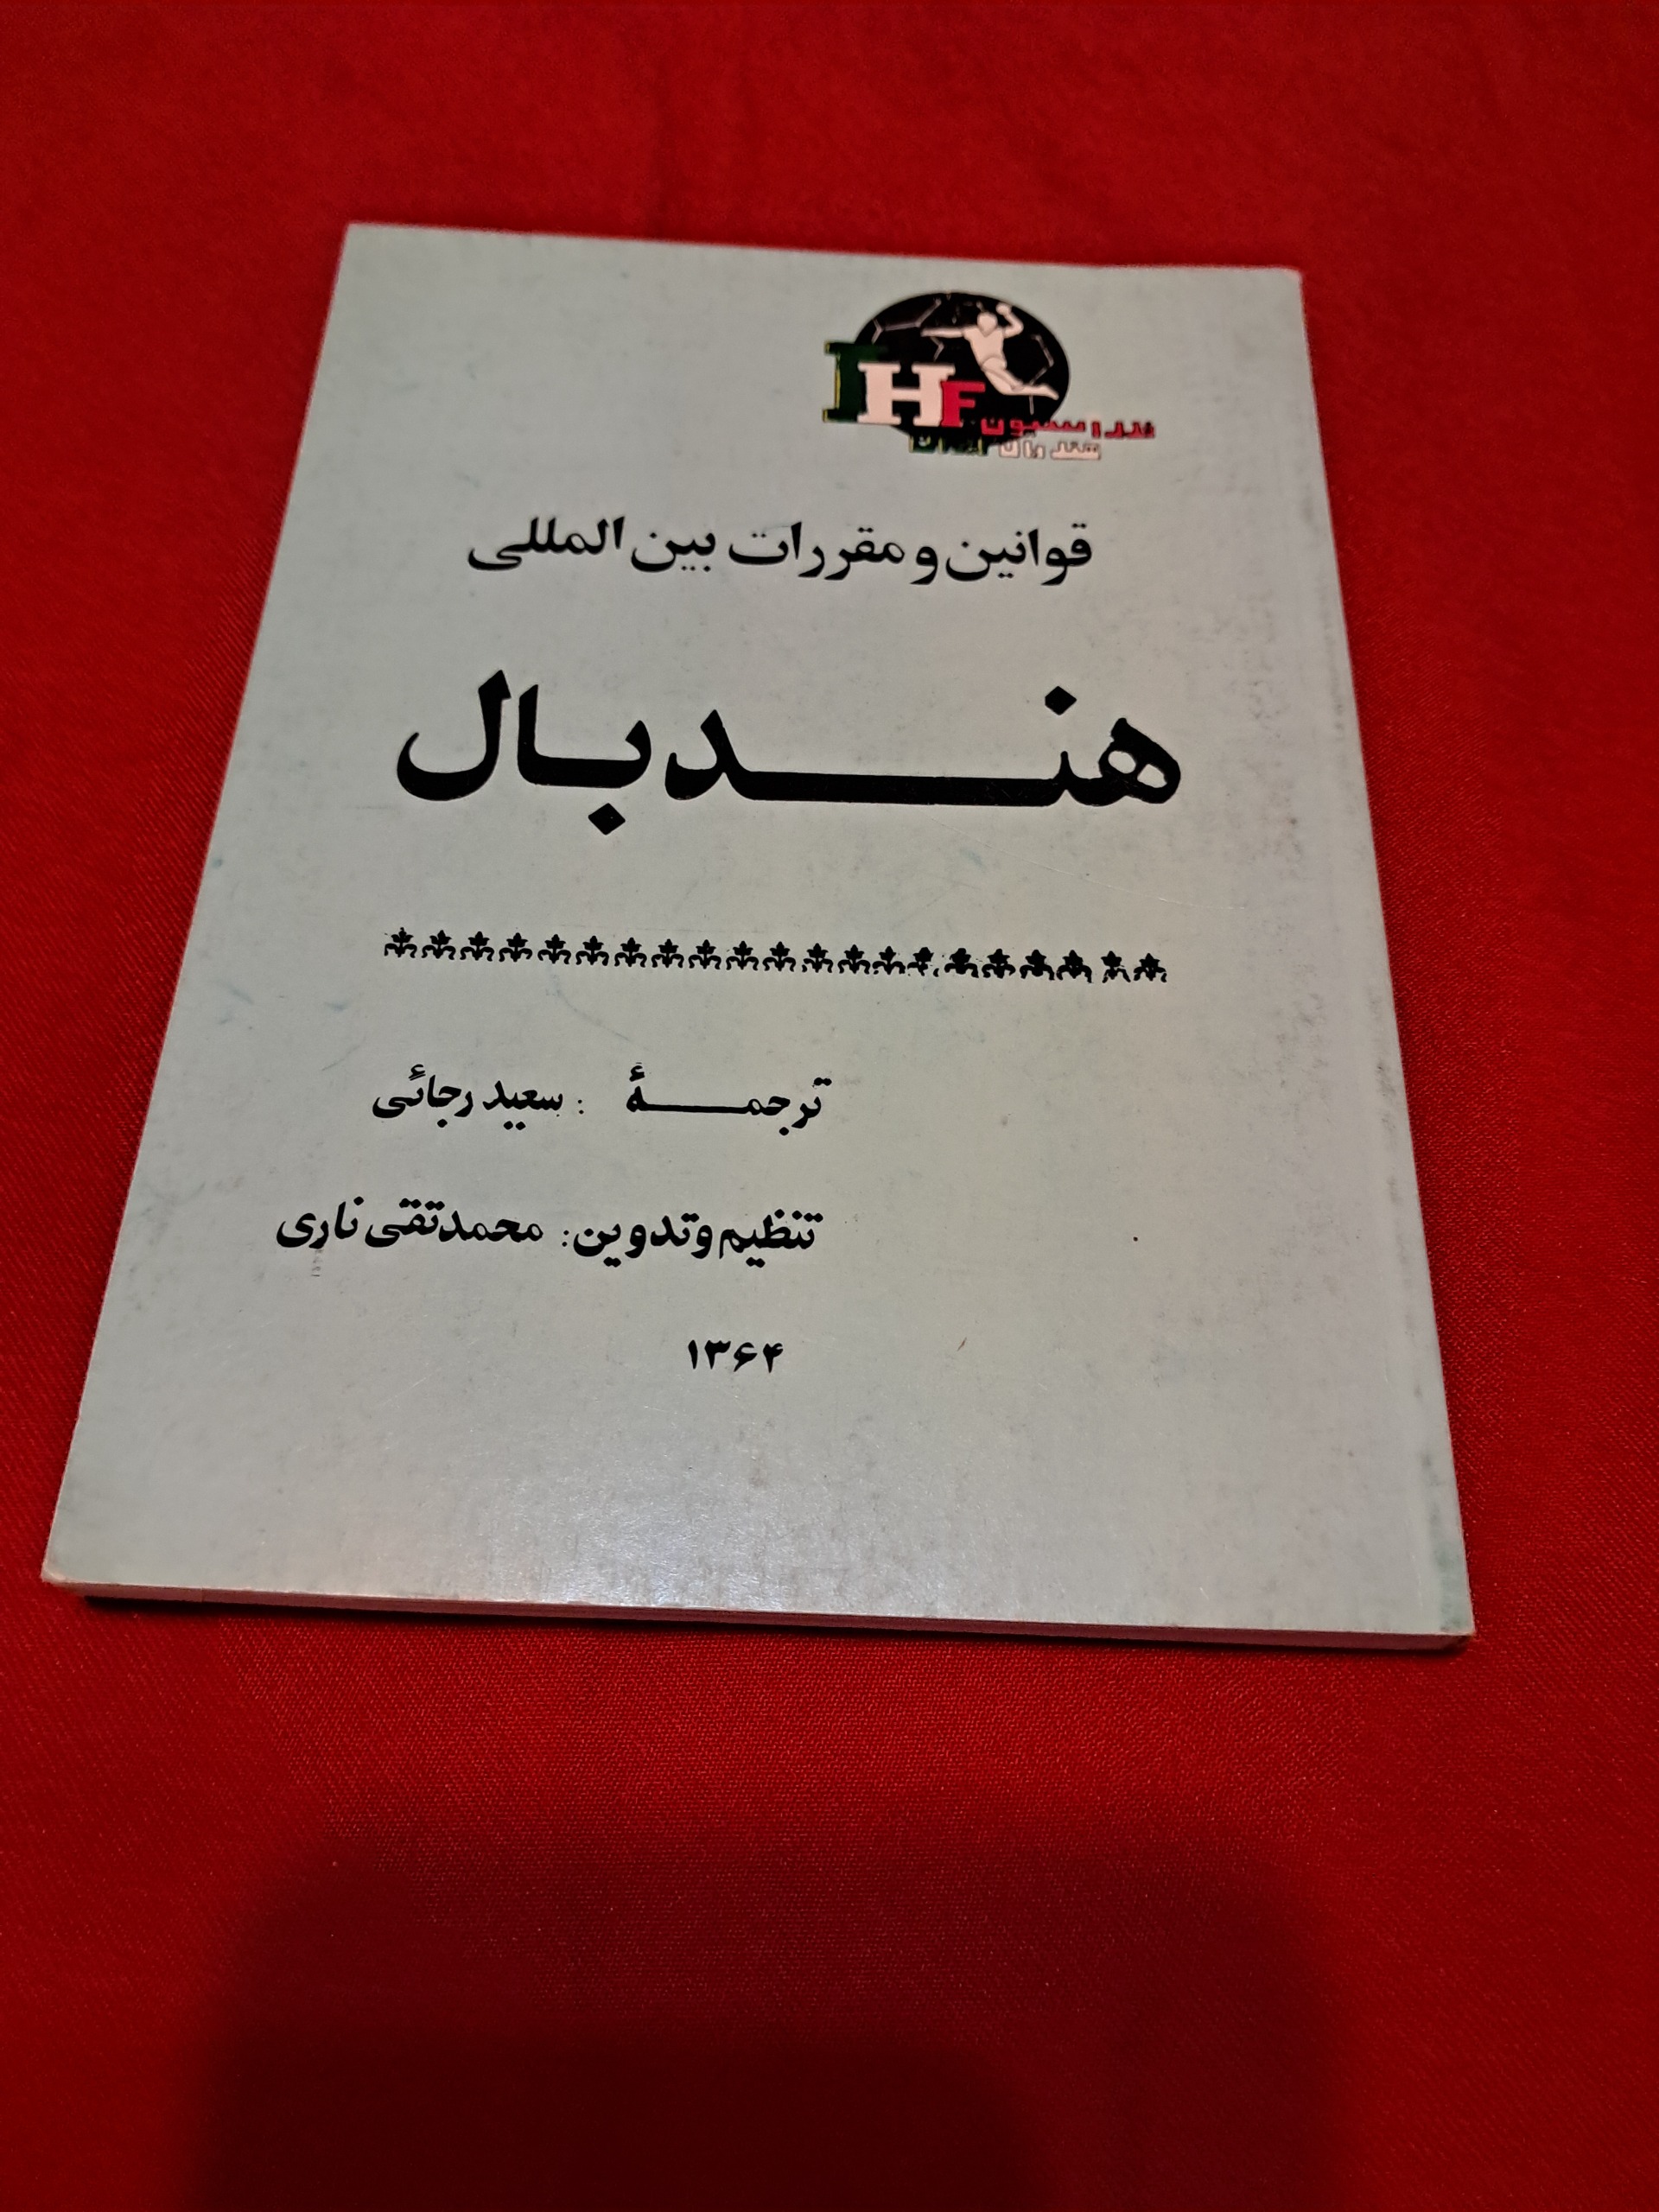 IHF
فدراسیون
هندبال ایران
قوانین و مقررات بین المللی
هندبال
ترجمهٔ : سعید رجائی
تنظیم و تدوین: محمدتقی ناری
۱۳۶۴